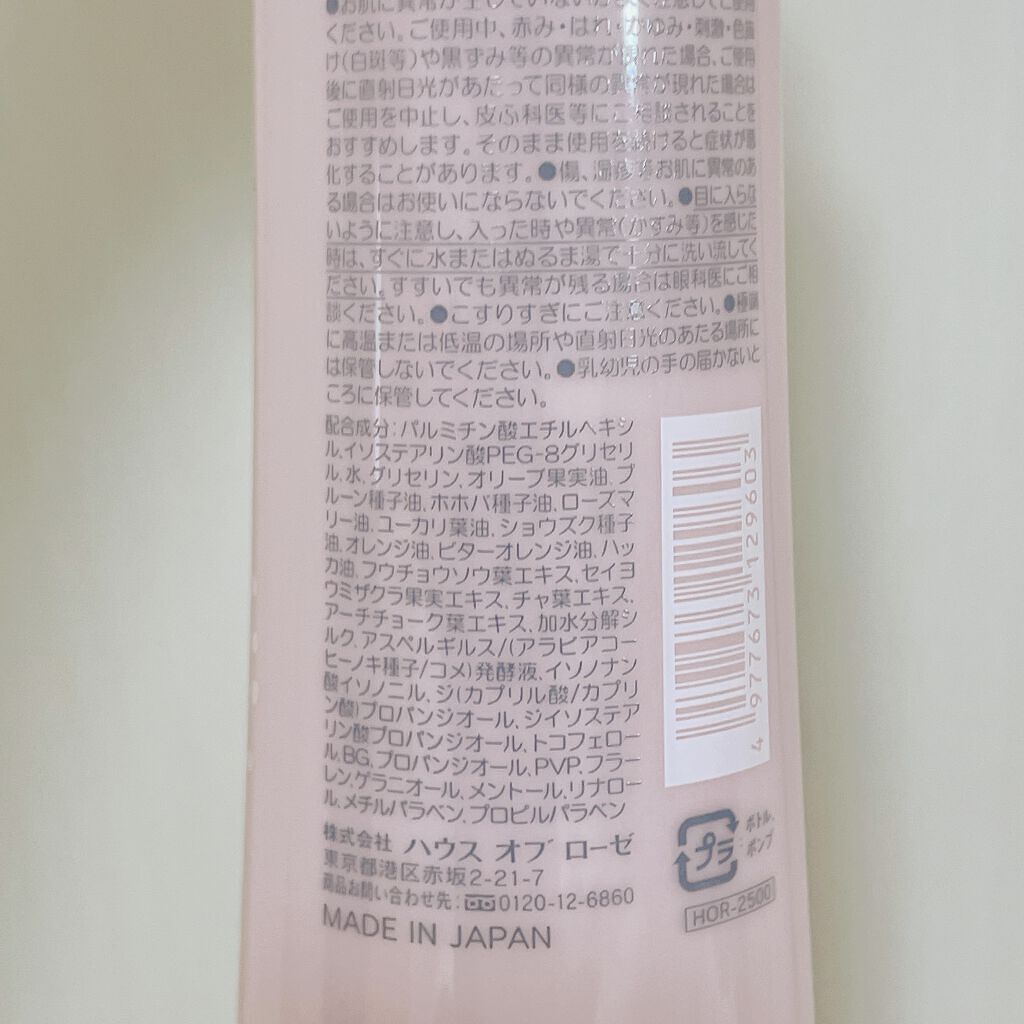 ●お肌に異常が生じていないかよく注意してご使用
ください。ご使用中、赤み・はれ・かゆみ・刺激・色抜
け(白斑等)や黒ずみ等の異常が現れた場合、ご使用
後に直射日光があたって同様の異常が現れた場合は
ご使用を中止し、皮ふ科医等にご相談されることを
おすすめします。そのまま使用を続けると症状が悪
化することがあります。●傷、湿疹等お肌に異常のあ
る場合はお使いにならないでください。●目に入らな
いように注意し、入った時や異常(かすみ等)を感じた
時は、すぐに水またはぬるま湯で十分に洗い流してく
ださい。すすいでも異常が残る場合は眼科医にご相
談ください。●こすりすぎにご注意ください。●極端
に高温または低温の場所や直射日光のあたる場所に
は保管しないでください。●乳幼児の手の届かないと
ころに保管してください。
配合成分:パルミチン酸エチルヘキシ
ル、イソステアリン酸PEG-8グリセリ
ル、水、グリセリン、オリーブ果実油、プ
ルーン種子油、ホホバ種子油、ローズマ
リー油、ユーカリ葉油、ショウズク種子
油、オレンジ油、ビターオレンジ油、ハッ
カ油、フウチョウソウ葉エキス、セイヨ
ウミザクラ果実エキス、チャ葉エキス、
アーチチョーク葉エキス、加水分解シ
ルク、アスペルギルス/(アラビアコー
ヒーノキ種子/コメ)発酵液、イソノナン
酸イソノニル、ジ(カプリル酸/カプリ
ン酸)プロパンジオール、ジイソステア
リン酸プロパンジオール、トコフェロー
ル、BG、プロパンジオール、PVP、フラー
レン、ゲラニオール、メントール、リナロー
ル、メチルパラベン、プロピルパラベン
株式会社 ハウス オブ ローゼ
東京都港区赤坂2-21-7
商品お問い合わせ先:0120-12-6860
MADE IN JAPAN
4 977673 129603
プラ
ボトル、
ポンプ
HOR-2500